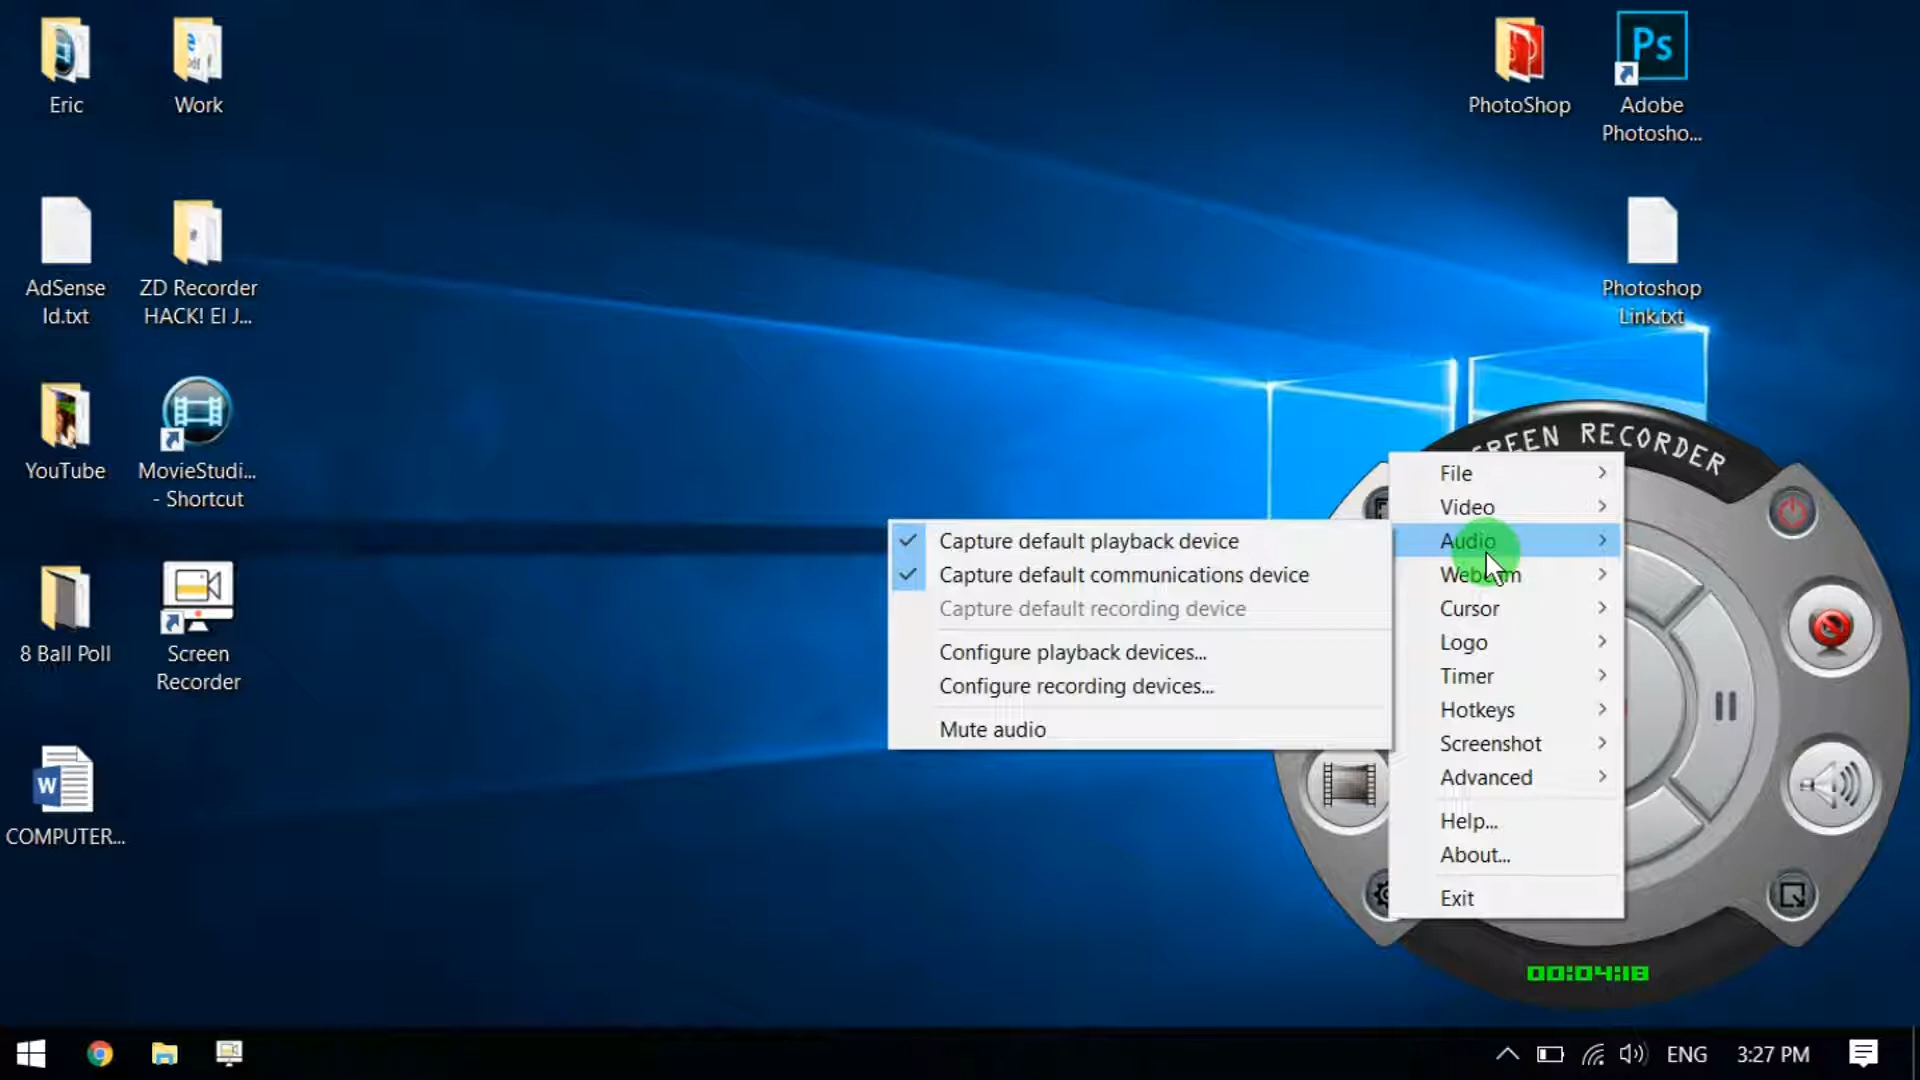 Eric
Work
PhotoShop
Adobe
Photosho...
Ps
AdSense
Id.txt
ZD Recorder
HACK! El J...
Photoshop
Link.txt
YouTube
MovieStudi...
- Shortcut
8 Ball Poll
Screen
Recorder
W
COMPUTER...
RECORDER
File
Video
Audio
Webcam
Cursor
Logo
Timer
Hotkeys
Screenshot
Advanced
Help...
About...
Exit
Capture default playback device
Capture default communications device
Capture default recording device
Configure playback devices...
Configure recording devices...
Mute audio
00:04:18
ENG
3:27 PM